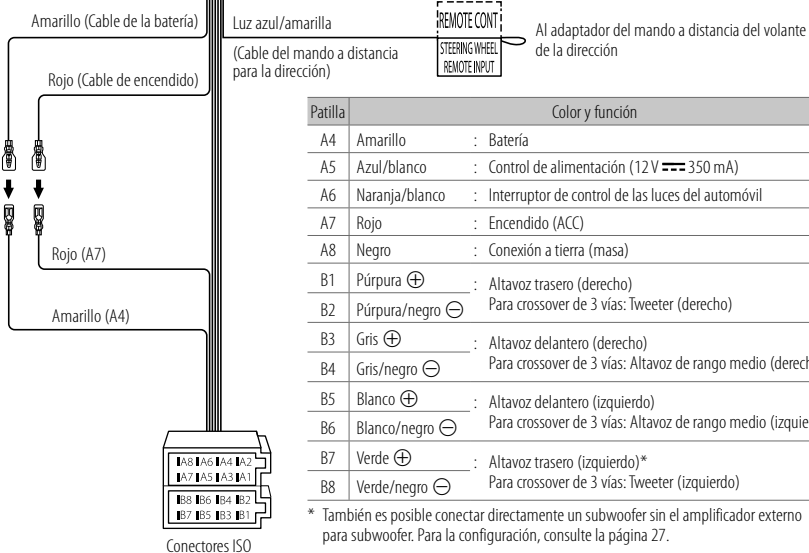 Amarillo (Cable de la batería)
Luz azul/amarilla
(Cable del mando a distancia
para la dirección)
REMOTE CONT
STEERING WHEEL
REMOTE INPUT
Al adaptador del mando a distancia del volante
de la dirección
Rojo (Cable de encendido)
Rojo (A7)
Amarillo (A4)
Patilla Color y función
A4 Amarillo : Batería
A5 Azul/blanco : Control de alimentación (12 V ⎓ 350 mA)
A6 Naranja/blanco : Interruptor de control de las luces del automóvil
A7 Rojo : Encendido (ACC)
A8 Negro : Conexión a tierra (masa)
B1 Púrpura ⊕ : Altavoz trasero (derecho)
B2 Púrpura/negro ⊖ Para crossover de 3 vías: Tweeter (derecho)
B3 Gris ⊕ : Altavoz delantero (derecho)
B4 Gris/negro ⊖ Para crossover de 3 vías: Altavoz de rango medio (derech
B5 Blanco ⊕ : Altavoz delantero (izquierdo)
B6 Blanco/negro ⊖ Para crossover de 3 vías: Altavoz de rango medio (izquie
B7 Verde ⊕ : Altavoz trasero (izquierdo)*
B8 Verde/negro ⊖ Para crossover de 3 vías: Tweeter (izquierdo)
* También es posible conectar directamente un subwoofer sin el amplificador externo
para subwoofer. Para la configuración, consulte la página 27.
A8 A6 A4 A2
A7 A5 A3 A1
B8 B6 B4 B2
B7 B5 B3 B1
Conectores ISO